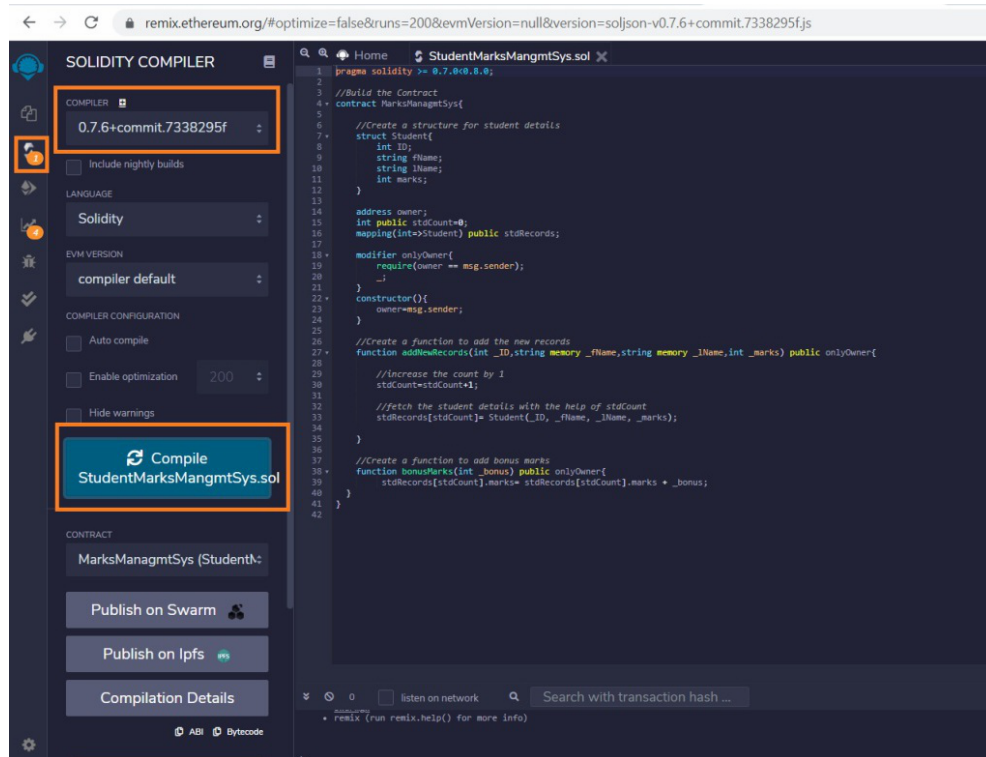 remix.ethereum.org/#optimize=false&runs=200&evmVersion=null&version=soljson-v0.7.6+commit.7338295f.js
SOLIDITY COMPILER
COMPILER
0.7.6+commit.7338295f
Include nightly builds
LANGUAGE
Solidity
EVM VERSION
compiler default
COMPILER CONFIGURATION
Auto compile
Enable optimization 200
Hide warnings
Compile
StudentMarksMangmtSys.sol
CONTRACT
MarksManagmtSys (StudentM
Publish on Swarm
Publish on Ipfs
Compilation Details
ABI Bytecode
1
4
Home StudentMarksMangmtSys.sol
1 pragma solidity >= 0.7.0<0.8.0;
2
3 //Build the Contract
4 contract MarksManagmtSys{
5
6 //Create a structure for student details
7 struct Student{
8 int ID;
9 string fName;
10 string lName;
11 int marks;
12 }
13
14 address owner;
15 int public stdCount=0;
16 mapping(int=>Student) public stdRecords;
17
18 modifier onlyOwner{
19 require(owner == msg.sender);
20 _;
21 }
22 constructor(){
23 owner=msg.sender;
24 }
25
26 //Create a function to add the new records
27 function addNewRecords(int _ID,string memory _fName,string memory _lName,int _marks) public onlyOwner{
28
29 //increase the count by 1
30 stdCount=stdCount+1;
31
32 //fetch the student details with the help of stdCount
33 stdRecords[stdCount]= Student(_ID, _fName, _lName, _marks);
34
35 }
36
37 //Create a function to add bonus marks
38 function bonusMarks(int _bonus) public onlyOwner{
39 stdRecords[stdCount].marks= stdRecords[stdCount].marks + _bonus;
40 }
41 }
42
0 listen on network Search with transaction hash ...
remix (run remix.help() for more info)